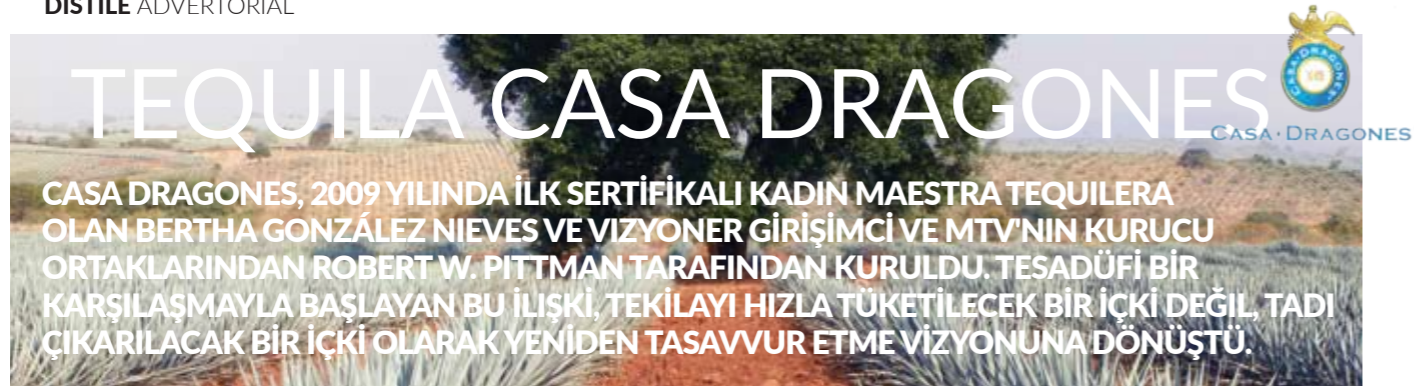 DISTILE ADVERTORIAL
TEQUILA CASA DRAGONES
CASA DRAGONES
CASA DRAGONES, 2009 YILINDA İLK SERTİFİKALI KADIN MAESTRA TEQUILERA
OLAN BERTHA GONZÁLEZ NIEVES VE VIZYONER GİRİŞİMCİ VE MTV'NIN KURUCU
ORTAKLARINDAN ROBERT W. PITTMAN TARAFINDAN KURULDU. TESADÜFİ BİR
KARŞILAŞMAYLA BAŞLAYAN BU İLIŞKİ, TEKİLAYI HIZLA TÜKETİLECEK BİR İÇKİ DEĞIL, TADI
ÇIKARILACAK BİR İÇKİ OLARAK YENİDEN TASAVVUR ETME VİZYONUNA DÖNÜŞTÜ.